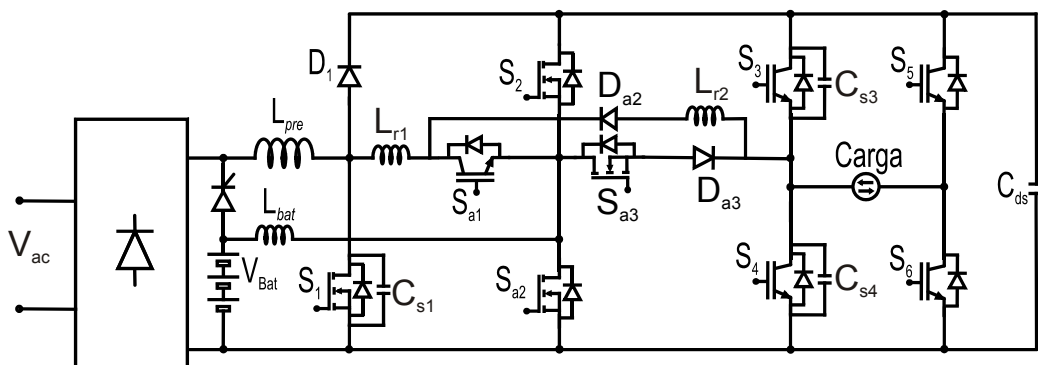 D1
S2
S3
Cs3
S5
Lpre
Lr1
Da2
Lr2
Sa1
Sa3
Da3
Carga
Cds
Vac
Lbat
VBat
S1
Cs1
Sa2
S4
Cs4
S6